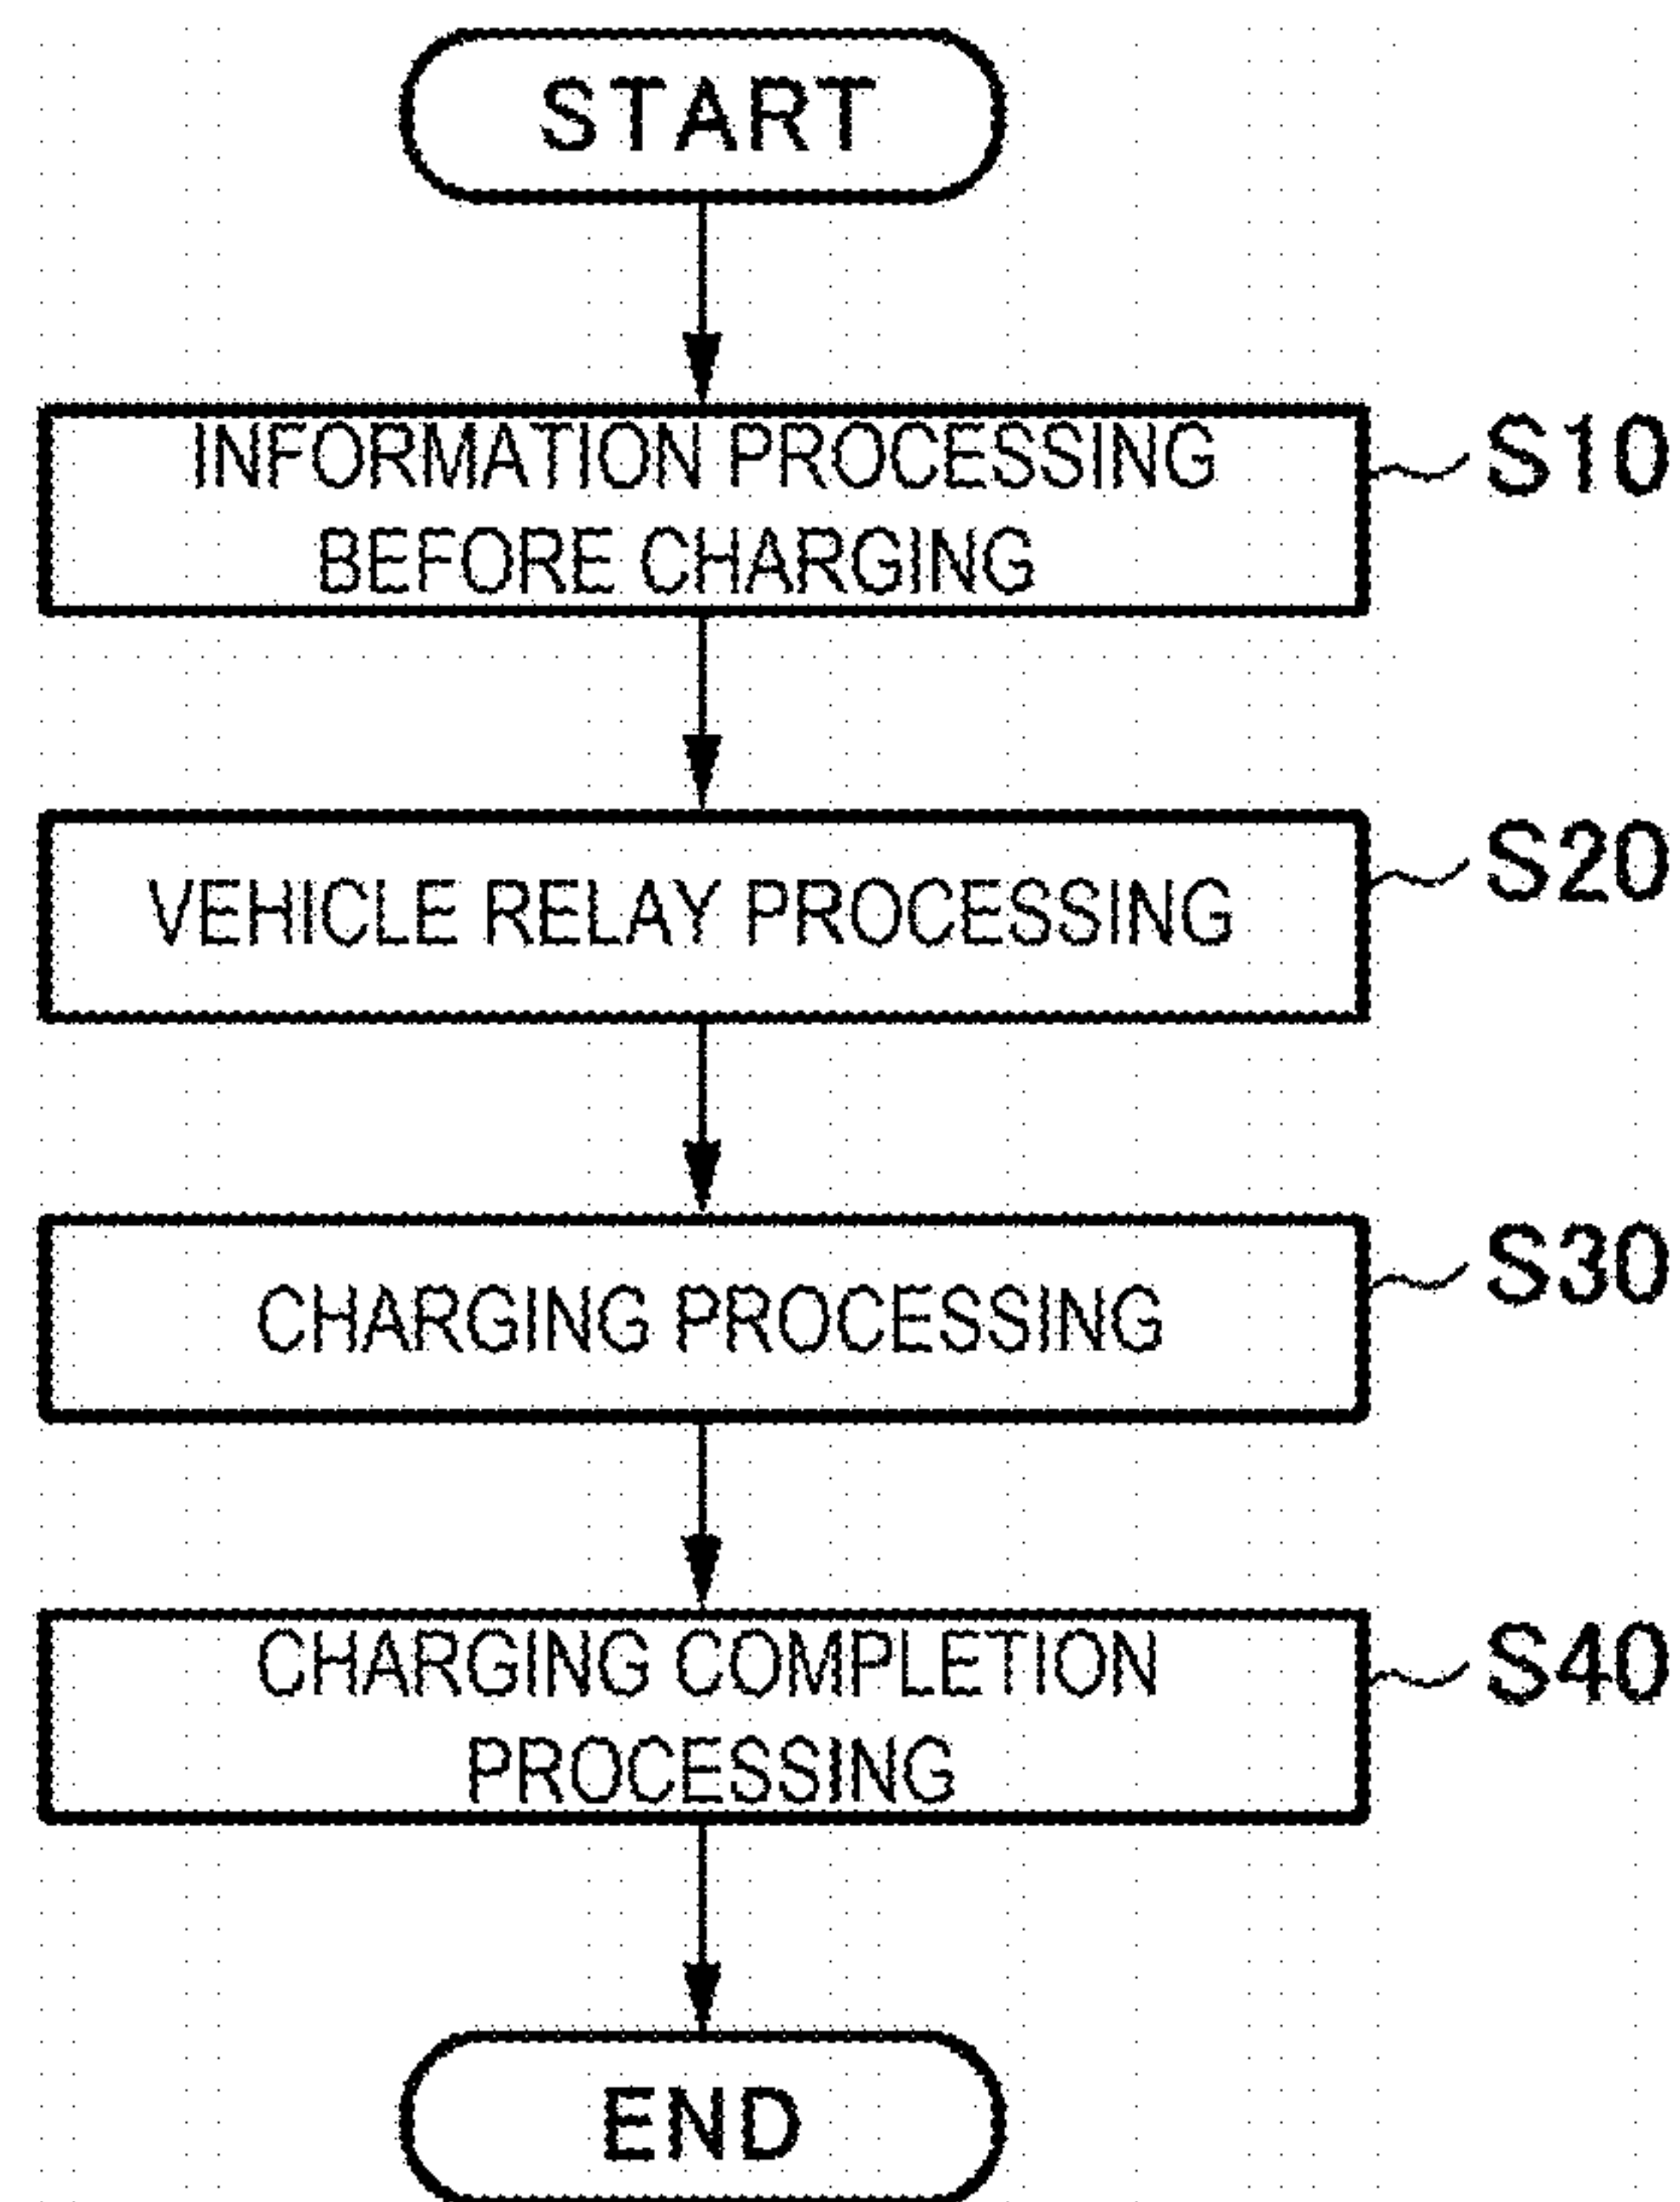 START
INFORMATION PROCESSING
BEFORE CHARGING
S10
VEHICLE RELAY PROCESSING
S20
CHARGING PROCESSING
S30
CHARGING COMPLETION
PROCESSING
S40
END